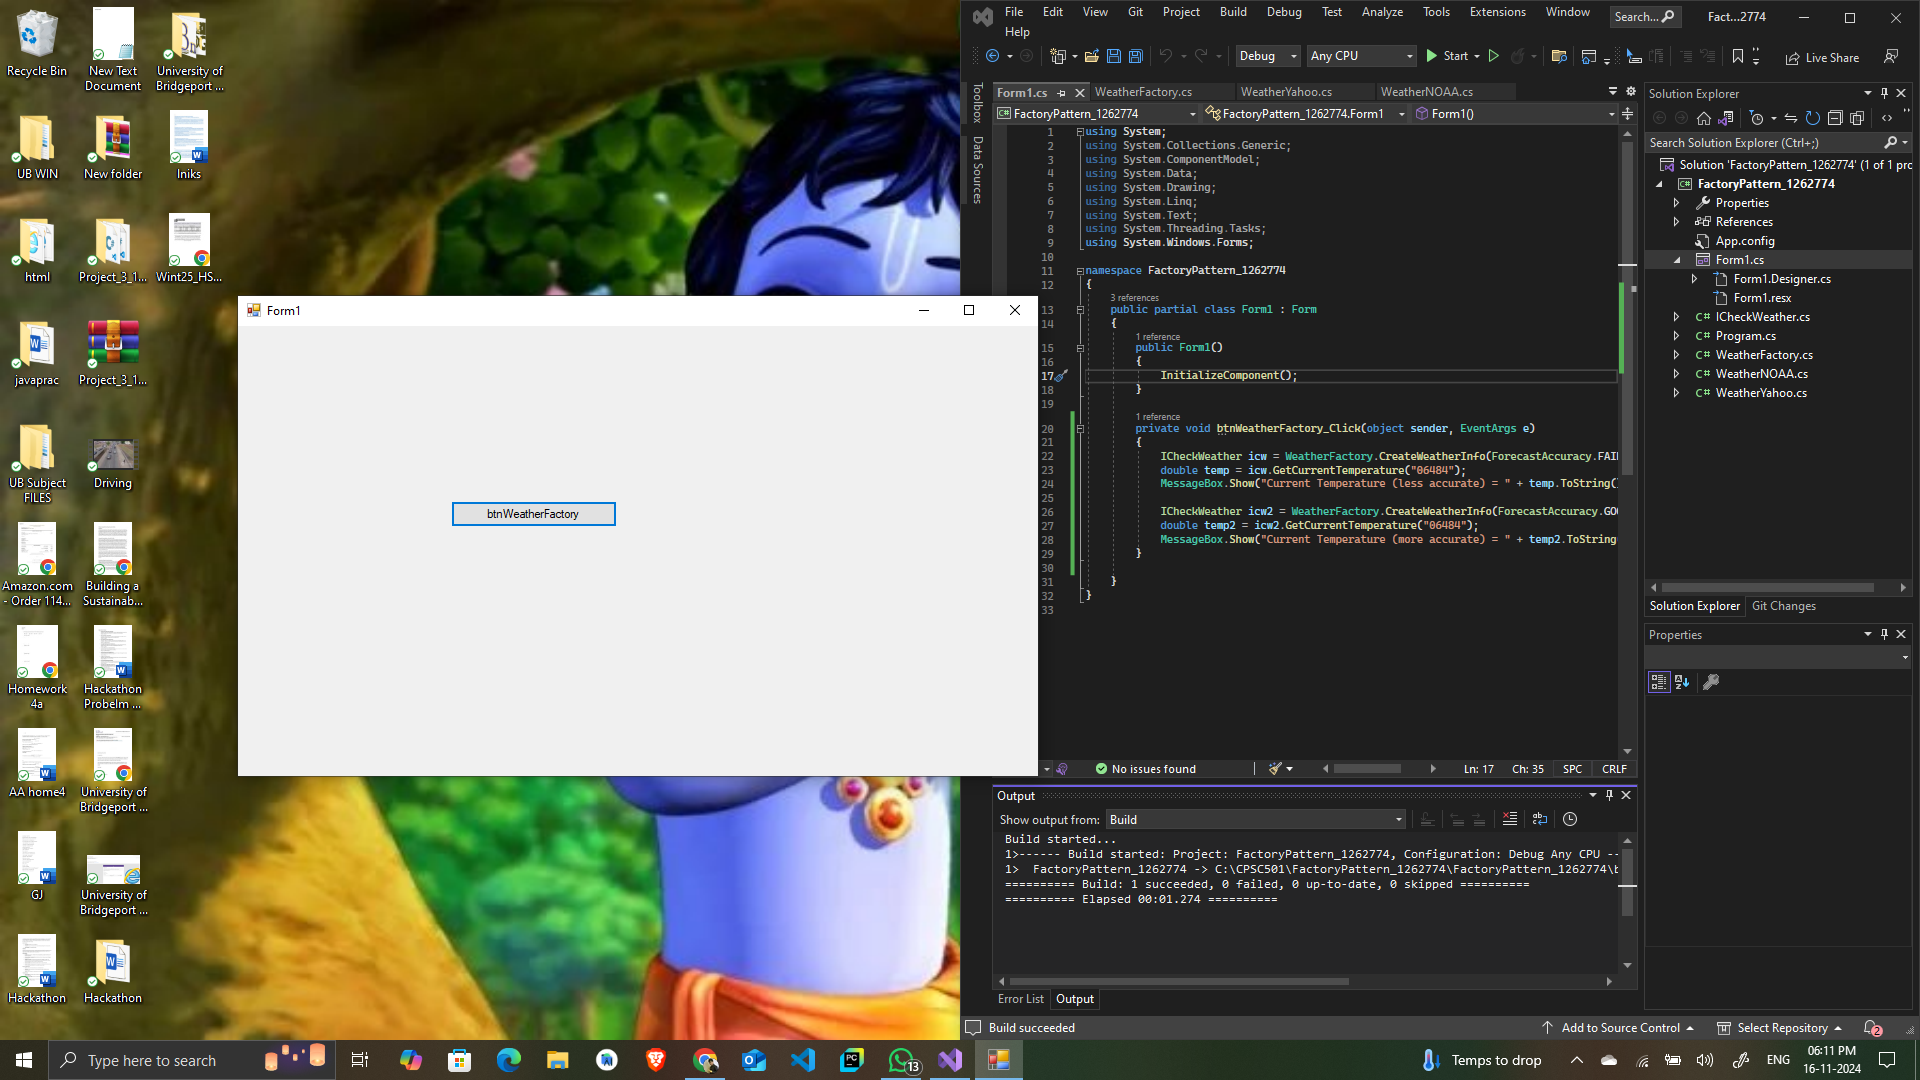 Recycle Bin
New Text Document
University of Bridgeport ...
UB WIN
New folder
Iniks
html
Project_3_1...
Wint25_HS...
javaprac
Project_3_1...
UB Subject FILES
Driving
Amazon.com - Order 114...
Building a Sustainab...
Homework 4a
Hackathon Probelm ...
AA home4
University of Bridgeport ...
GJ
University of Bridgeport ...
Hackathon
Hackathon
Form1
btnWeatherFactory
File Edit View Git Project Build Debug Test Analyze Tools Extensions Window Search... Fact...2774
Help
Debug Any CPU Start Live Share
Toolbox
Data Sources
Form1.cs WeatherFactory.cs WeatherYahoo.cs WeatherNOAA.cs
FactoryPattern_1262774 FactoryPattern_1262774.Form1 Form1()
1 using System;
2 using System.Collections.Generic;
3 using System.ComponentModel;
4 using System.Data;
5 using System.Drawing;
6 using System.Linq;
7 using System.Text;
8 using System.Threading.Tasks;
9 using System.Windows.Forms;
10
11 namespace FactoryPattern_1262774
12 {
3 references
13 public partial class Form1 : Form
14 {
1 reference
15 public Form1()
16 {
17 InitializeComponent();
18 }
19
1 reference
20 private void btnWeatherFactory_Click(object sender, EventArgs e)
21 {
22 ICheckWeather icw = WeatherFactory.CreateWeatherInfo(ForecastAccuracy.FAI
23 double temp = icw.GetCurrentTemperature("06484");
24 MessageBox.Show("Current Temperature (less accurate) = " + temp.ToString(
25
26 ICheckWeather icw2 = WeatherFactory.CreateWeatherInfo(ForecastAccuracy.GO
27 double temp2 = icw2.GetCurrentTemperature("06484");
28 MessageBox.Show("Current Temperature (more accurate) = " + temp2.ToString
29 }
30
31 }
32 }
33
No issues found Ln: 17 Ch: 35 SPC CRLF
Output
Show output from: Build
Build started...
1>------ Build started: Project: FactoryPattern_1262774, Configuration: Debug Any CPU --
1> FactoryPattern_1262774 -> C:\CPSC501\FactoryPattern_1262774\FactoryPattern_1262774\b
========== Build: 1 succeeded, 0 failed, 0 up-to-date, 0 skipped ==========
========== Elapsed 00:01.274 ==========
Error List Output
Solution Explorer
Search Solution Explorer (Ctrl+;)
Solution 'FactoryPattern_1262774' (1 of 1 pro
FactoryPattern_1262774
Properties
References
App.config
Form1.cs
Form1.Designer.cs
Form1.resx
ICheckWeather.cs
Program.cs
WeatherFactory.cs
WeatherNOAA.cs
WeatherYahoo.cs
Solution Explorer Git Changes
Properties
Build succeeded Add to Source Control Select Repository 2
Type here to search 13 Temps to drop ENG 06:11 PM
16-11-2024